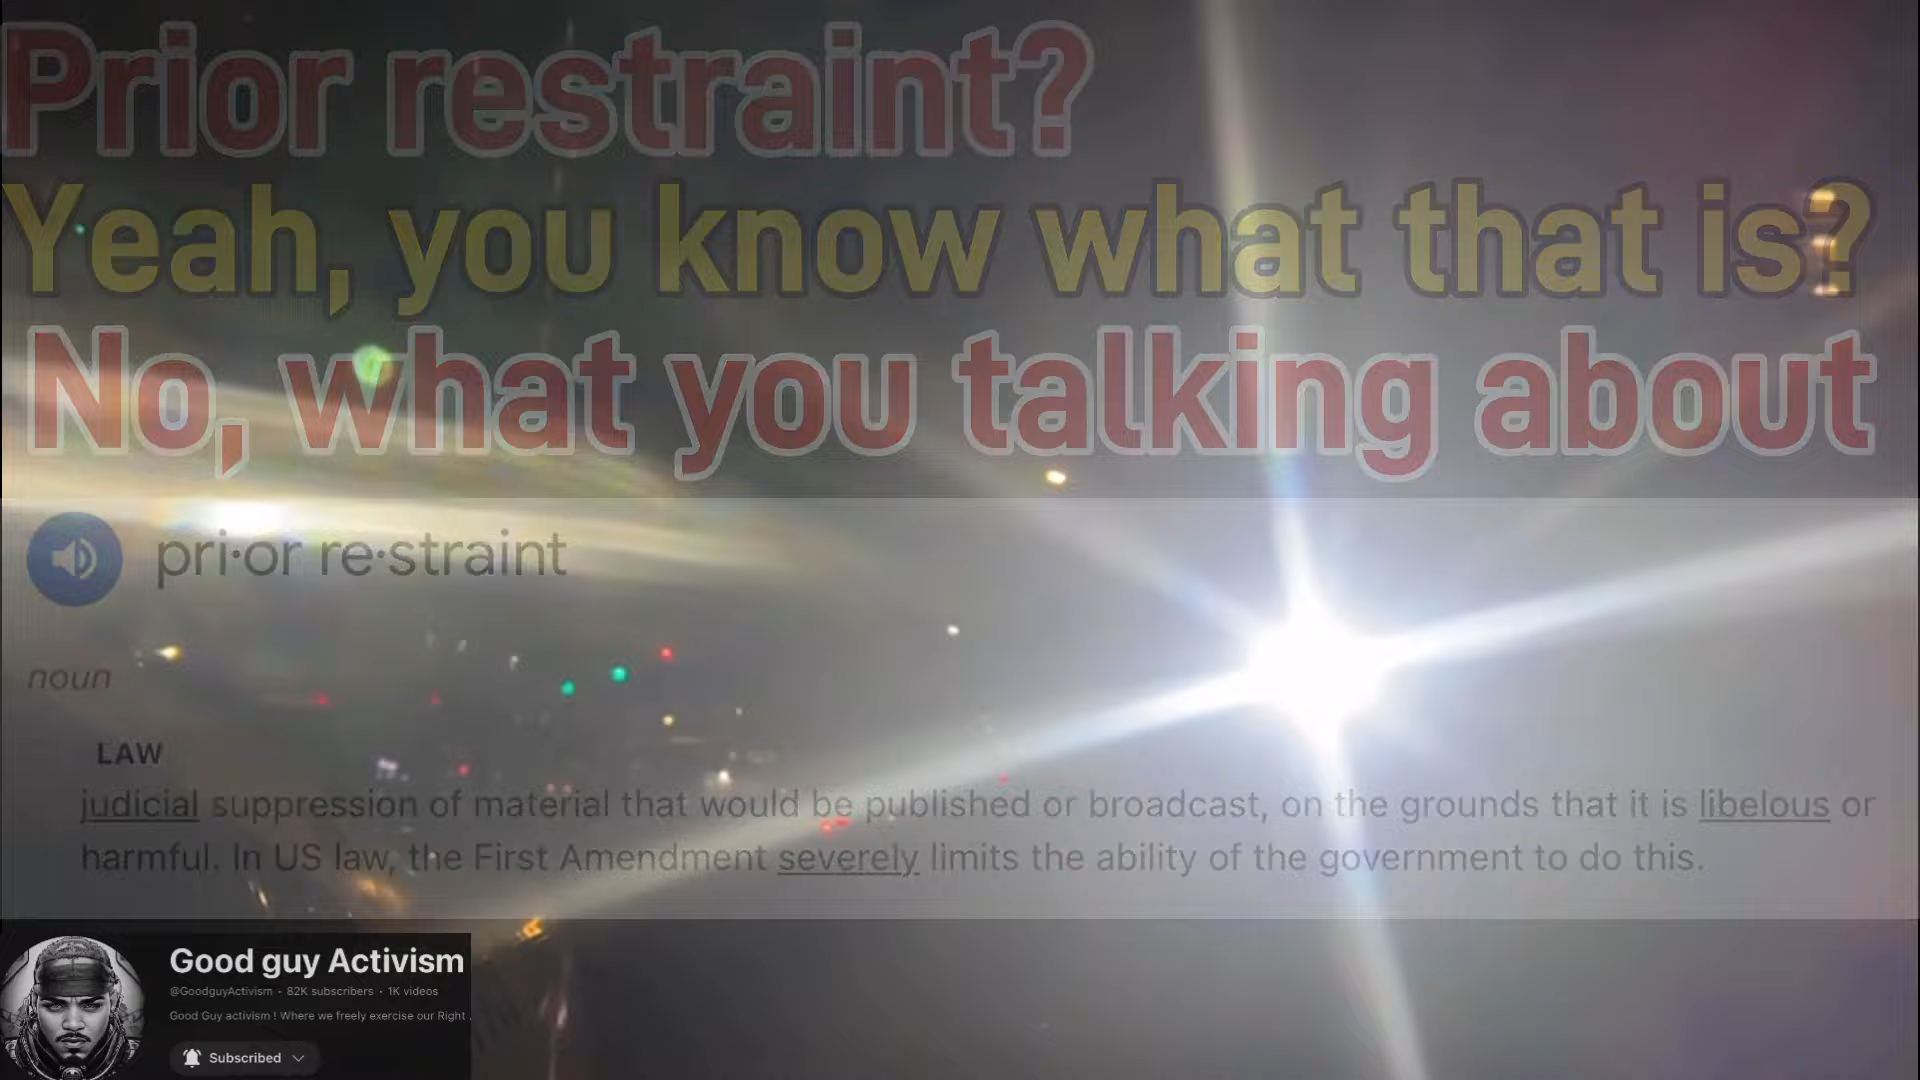 Prior restraint?
Yeah, you know what that is?
No, what you talking about
pri·or re·straint
noun
LAW
judicial suppression of material that would be published or broadcast, on the grounds that it is libelous or
harmful. In US law, the First Amendment severely limits the ability of the government to do this.
Good guy Activism
@GoodguyActivism • 82K subscribers • 1K videos
Good Guy activism ! Where we freely exercise our Right .
Subscribed